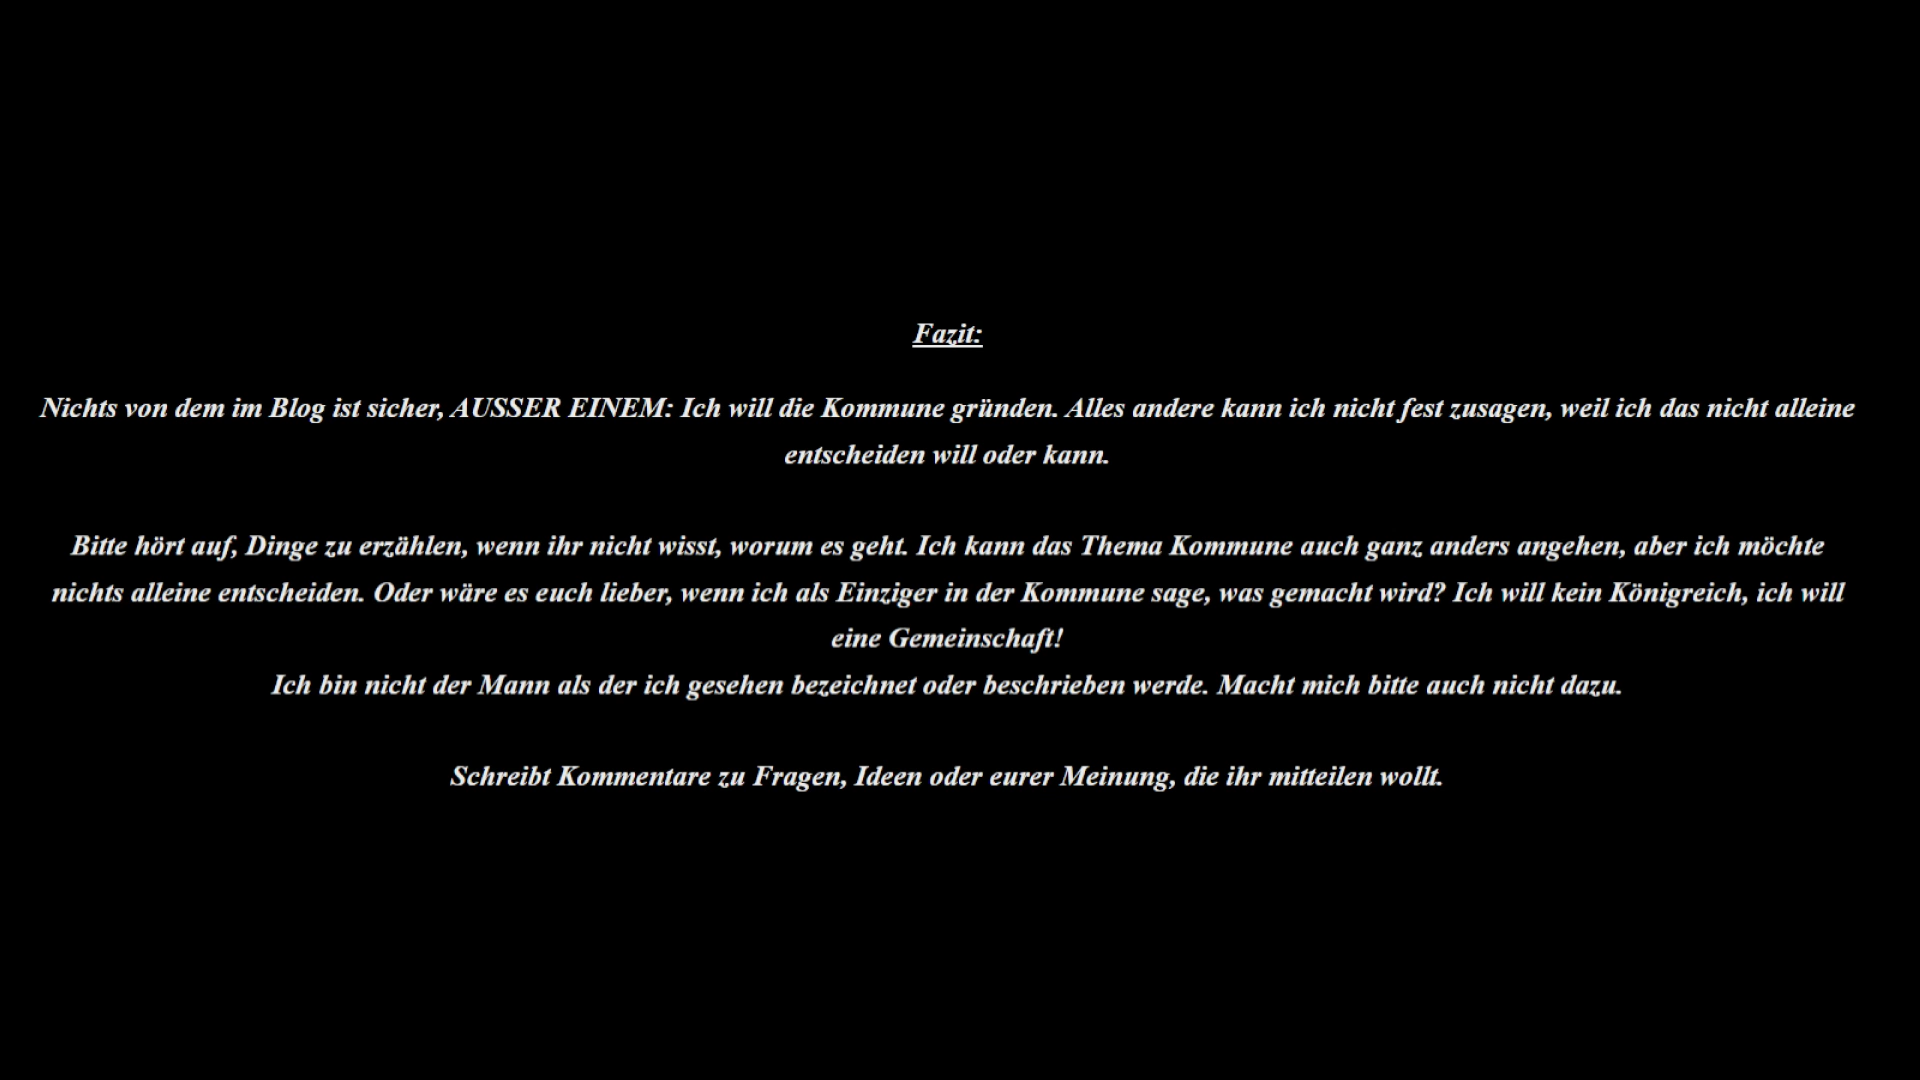 Fazit:
Nichts von dem im Blog ist sicher, AUSSER EINEM: Ich will die Kommune gründen. Alles andere kann ich nicht fest zusagen, weil ich das nicht alleine
entscheiden will oder kann.
Bitte hört auf, Dinge zu erzählen, wenn ihr nicht wisst, worum es geht. Ich kann das Thema Kommune auch ganz anders angehen, aber ich möchte
nichts alleine entscheiden. Oder wäre es euch lieber, wenn ich als Einziger in der Kommune sage, was gemacht wird? Ich will kein Königreich, ich will
eine Gemeinschaft!
Ich bin nicht der Mann als der ich gesehen bezeichnet oder beschrieben werde. Macht mich bitte auch nicht dazu.
Schreibt Kommentare zu Fragen, Ideen oder eurer Meinung, die ihr mitteilen wollt.